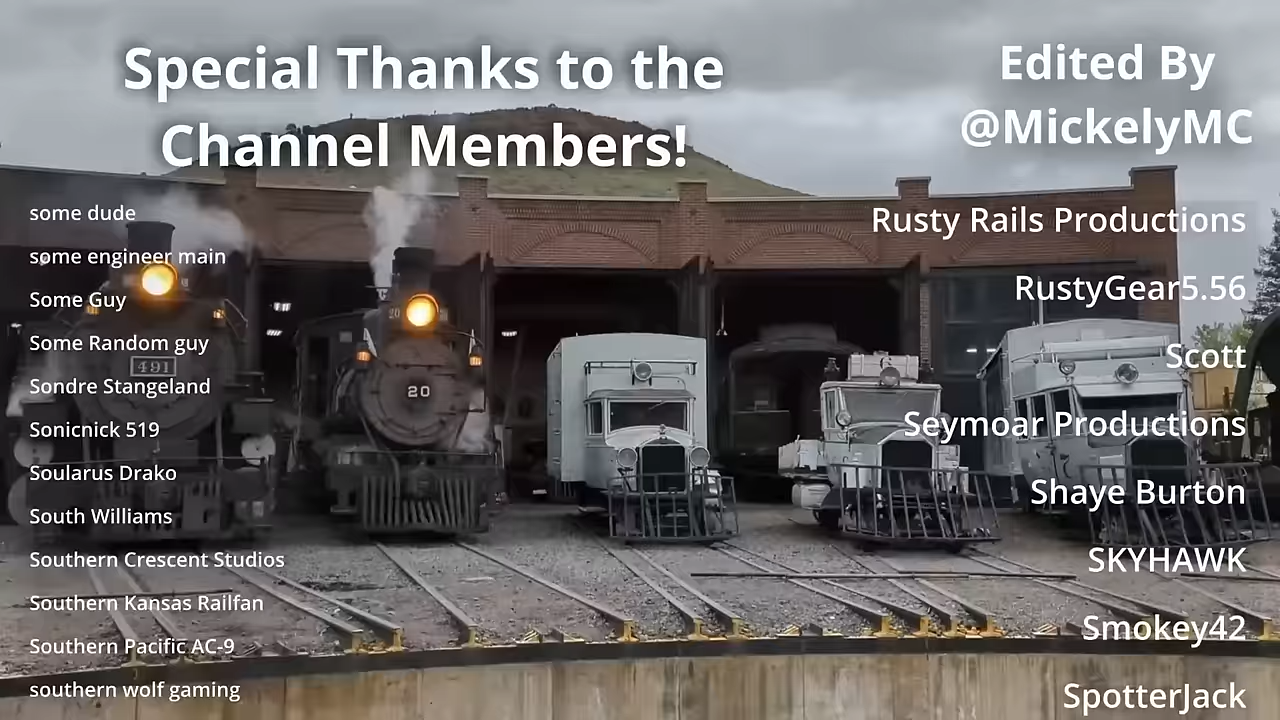 Special Thanks to the
Channel Members!
some dude
some engineer main
Some Guy
Some Random guy
Sondre Stangeland
Sonicnick 519
Soularus Drako
South Williams
Southern Crescent Studios
Southern Kansas Railfan
Southern Pacific AC-9
southern wolf gaming
Edited By
@MickelyMC
Rusty Rails Productions
RustyGear5.56
Scott
Seymoar Productions
Shaye Burton
SKYHAWK
Smokey42
SpotterJack
491
20
20